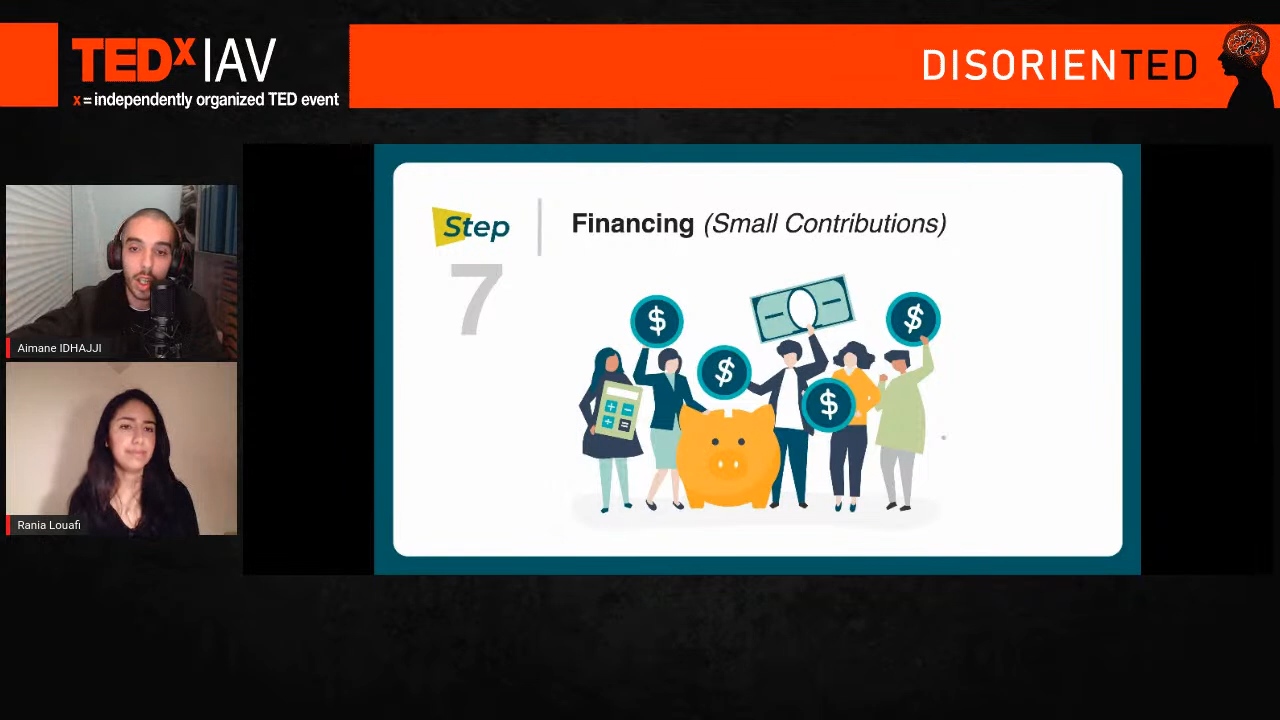 TEDx IAV
x = independently organized TED event
DISORIENTED
Aimane IDHAJJI
Rania Louafi
Step
7
Financing (Small Contributions)
$
$
$
$
+ −
+ =